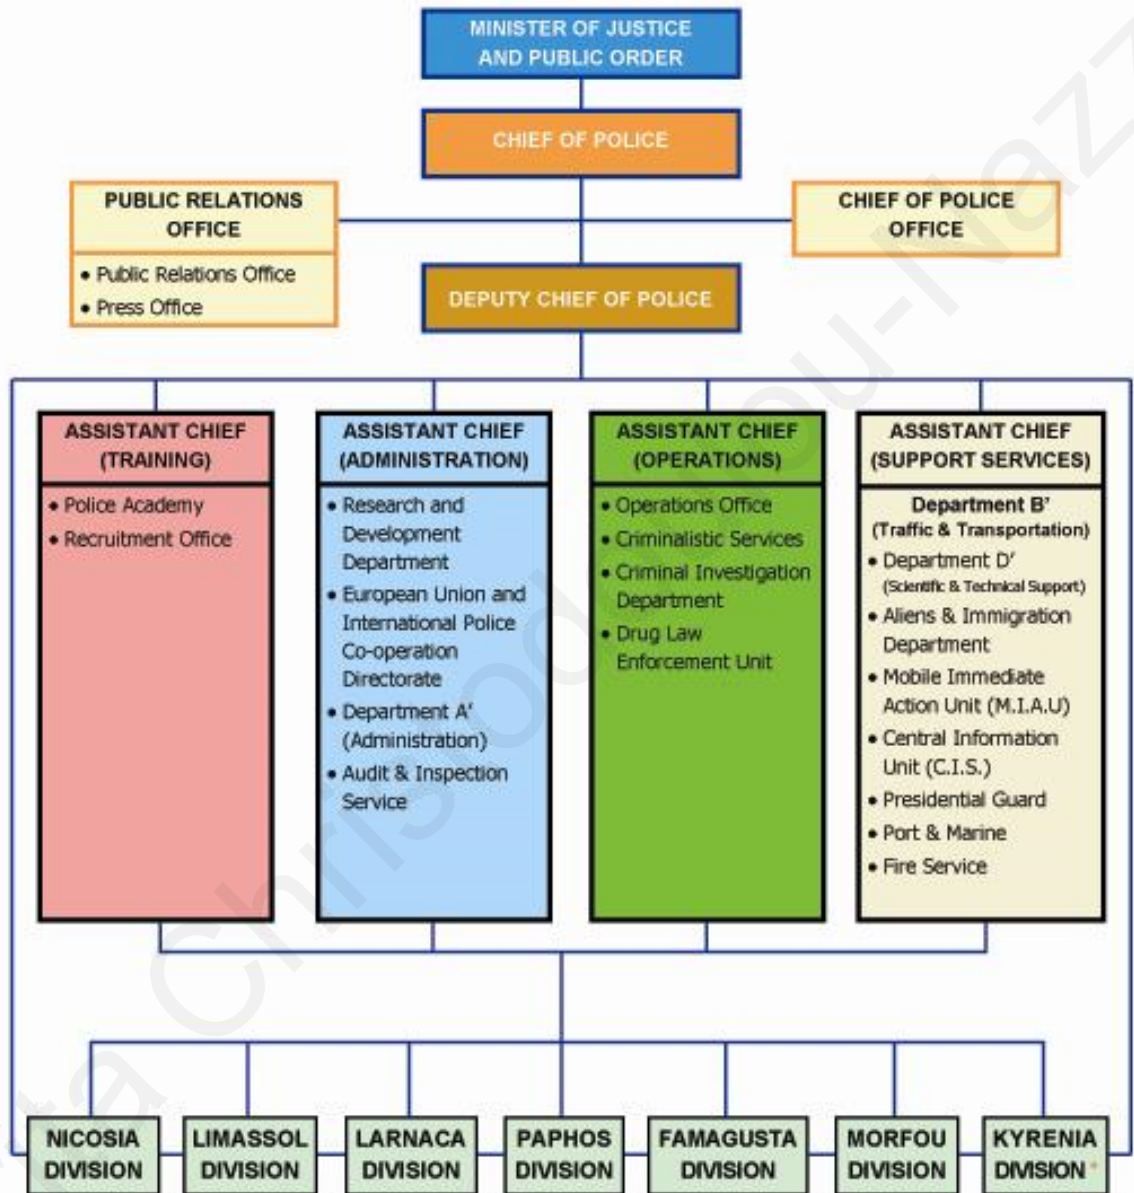 MINISTER OF JUSTICE
AND PUBLIC ORDER
CHIEF OF POLICE
PUBLIC RELATIONS
OFFICE
• Public Relations Office
• Press Office
CHIEF OF POLICE
OFFICE
DEPUTY CHIEF OF POLICE
ASSISTANT CHIEF
(TRAINING)
• Police Academy
• Recruitment Office
ASSISTANT CHIEF
(ADMINISTRATION)
• Research and
Development
Department
• European Union and
International Police
Co-operation
Directorate
• Department A'
(Administration)
• Audit & Inspection
Service
ASSISTANT CHIEF
(OPERATIONS)
• Operations Office
• Criminalistic Services
• Criminal Investigation
Department
• Drug Law
Enforcement Unit
ASSISTANT CHIEF
(SUPPORT SERVICES)
Department B'
(Traffic & Transportation)
• Department D'
(Scientific & Technical Support)
• Aliens & Immigration
Department
• Mobile Immediate
Action Unit (M.I.A.U)
• Central Information
Unit (C.I.S.)
• Presidential Guard
• Port & Marine
• Fire Service
NICOSIA
DIVISION
LIMASSOL
DIVISION
LARNACA
DIVISION
PAPHOS
DIVISION
FAMAGUSTA
DIVISION
MORFOU
DIVISION
KYRENIA
DIVISION *